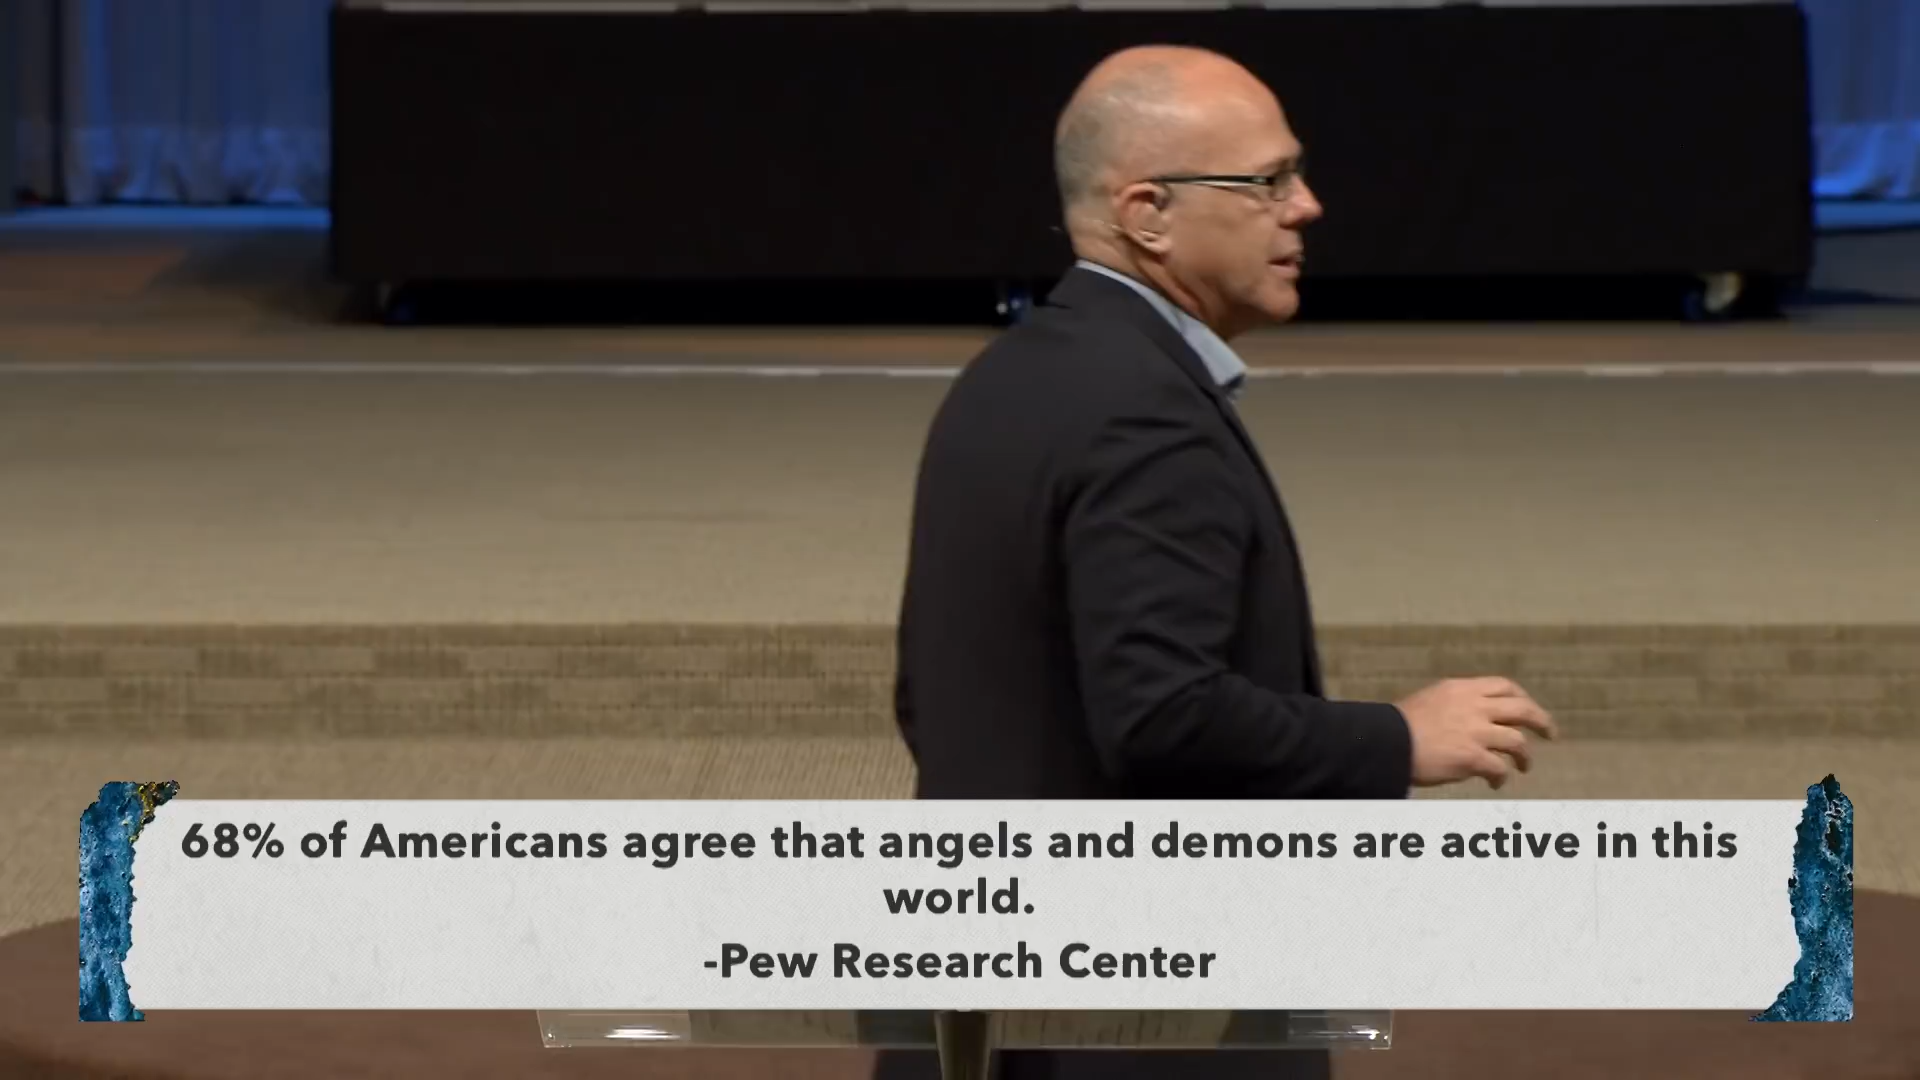 68% of Americans agree that angels and demons are active in this
world.
-Pew Research Center